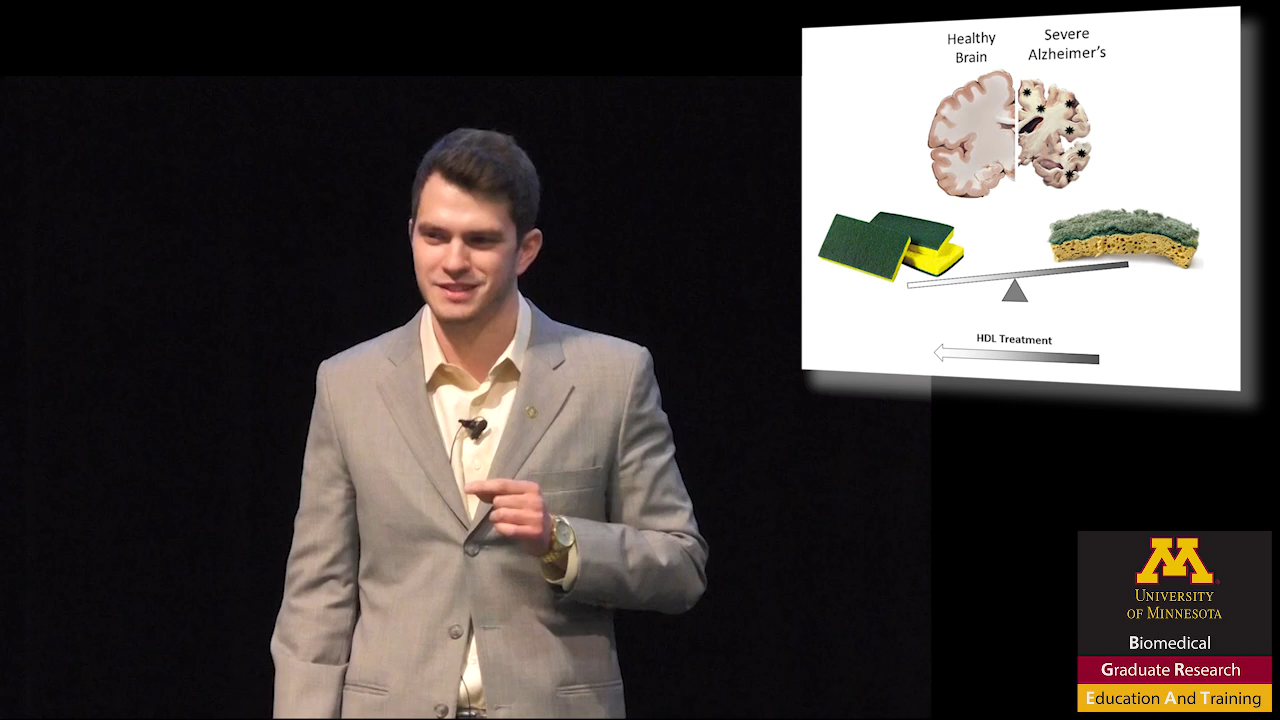 Healthy
Brain
Severe
Alzheimer's
HDL Treatment
M
UNIVERSITY
OF MINNESOTA
Biomedical
Graduate Research
Education And Training